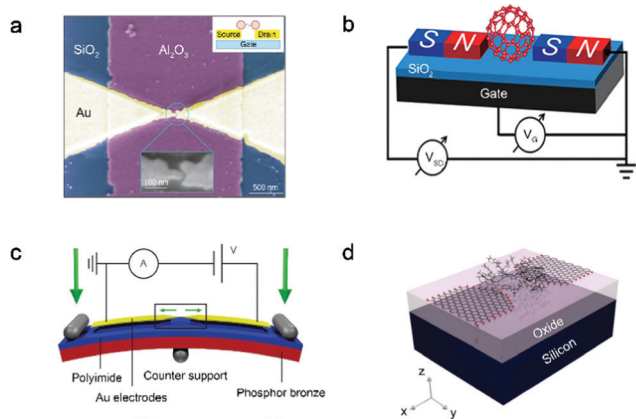 a
SiO₂
Al₂O₃
Source
Drain
Gate
Au
100 nm
500 nm
b
S
N
S
N
SiO₂
Gate
V_G
V_SD
c
A
V
Polyimide
Counter support
Au electrodes
Phosphor bronze
d
Oxide
Silicon
z
x
y